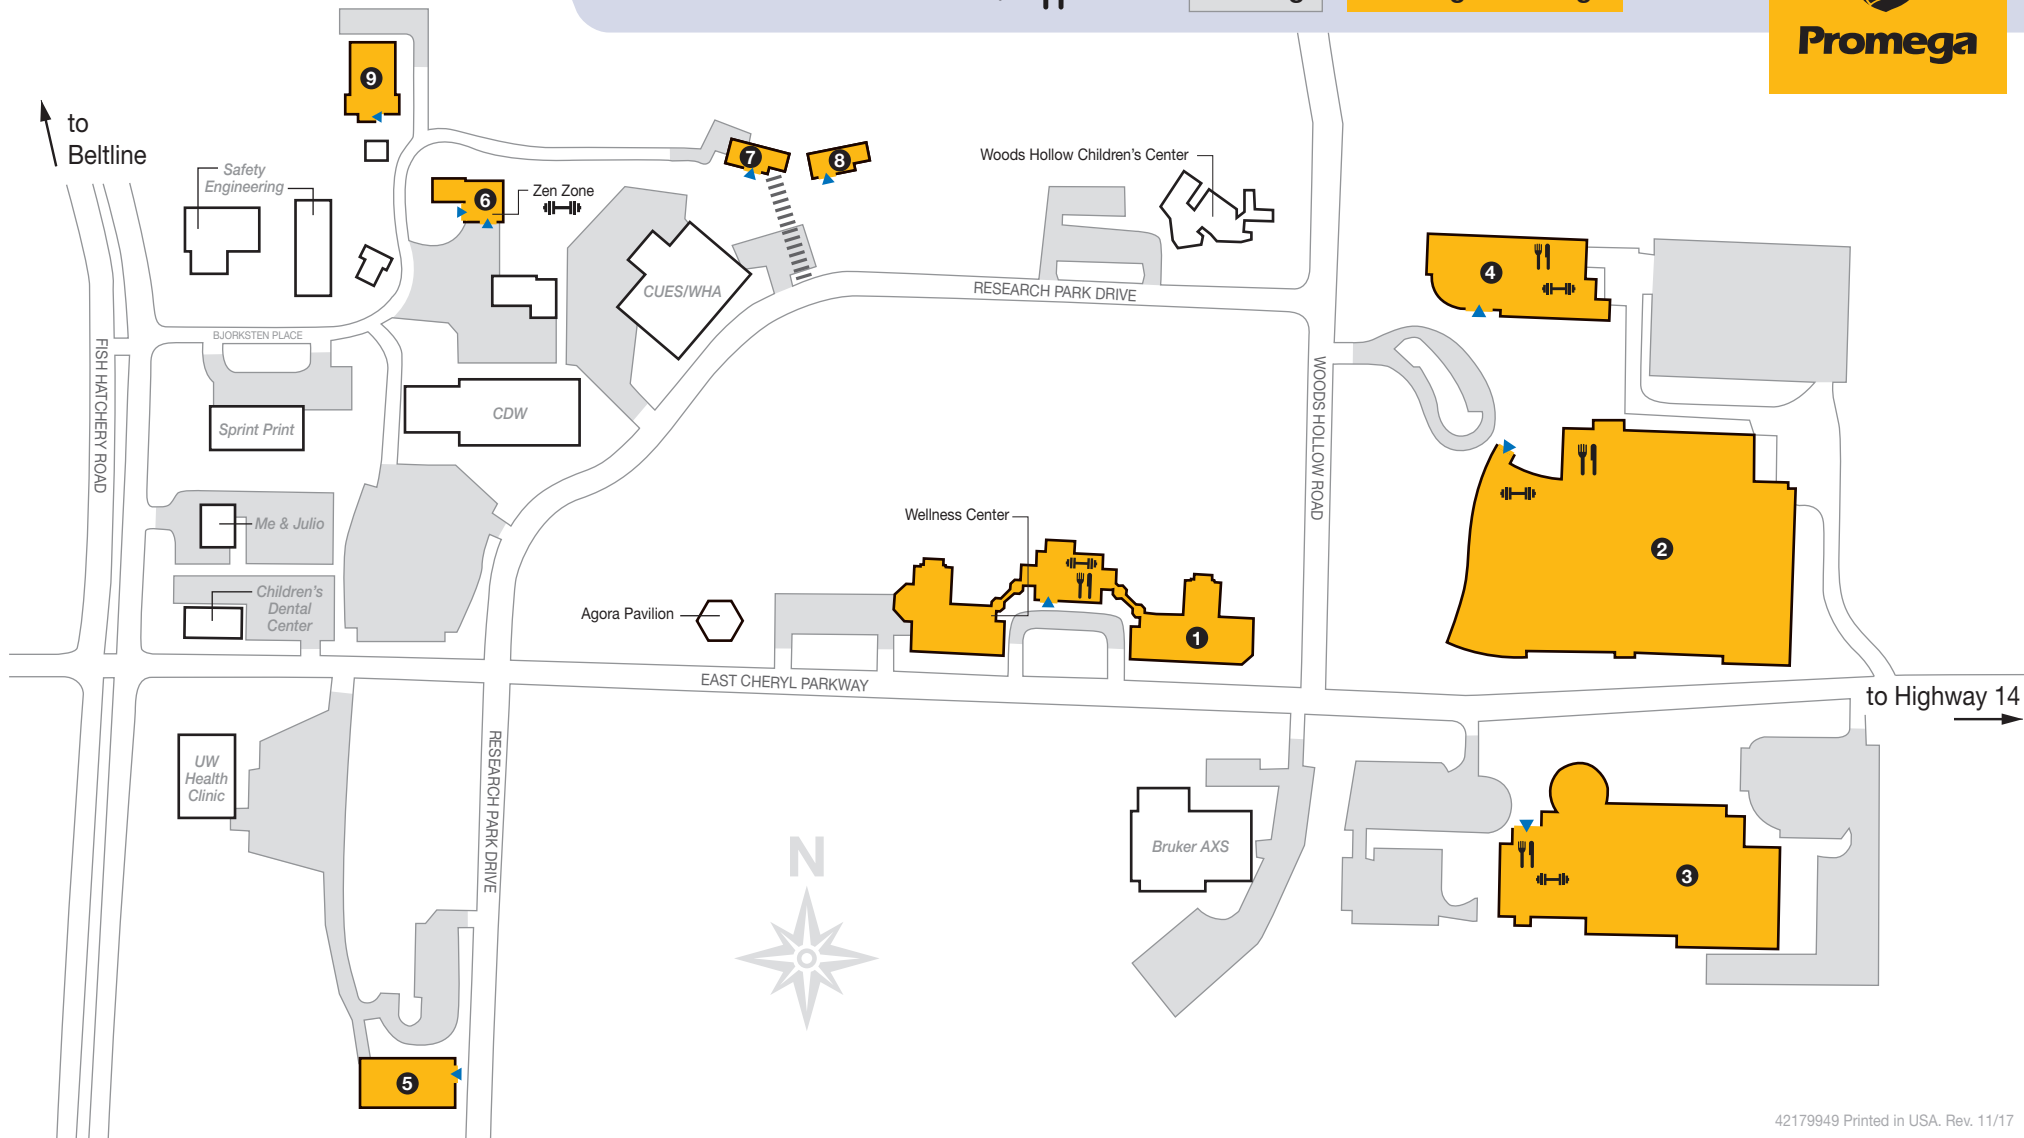 Promega
9
to
Beltline
Safety
Engineering
7
8
6
Zen Zone
Woods Hollow Children's Center
CUES/WHA
4
RESEARCH PARK DRIVE
BJORKSTEN PLACE
FISH HATCHERY ROAD
WOODS HOLLOW ROAD
CDW
Sprint Print
Me & Julio
Wellness Center
2
Children's
Dental
Center
Agora Pavilion
1
EAST CHERYL PARKWAY
to Highway 14
UW
Health
Clinic
RESEARCH PARK DRIVE
N
Bruker AXS
3
5
42179949 Printed in USA. Rev. 11/17